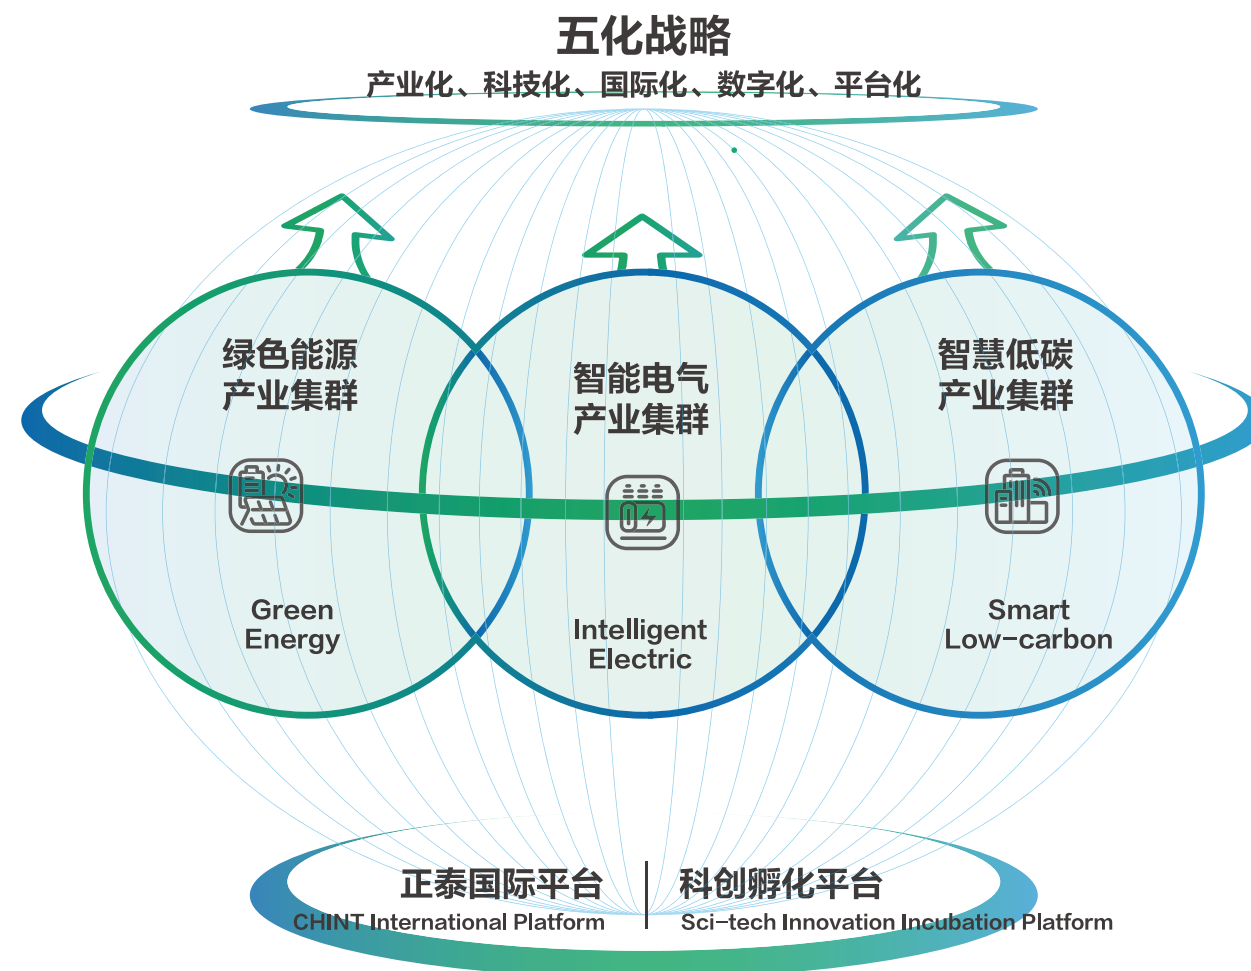 五化战略
产业化、科技化、国际化、数字化、平台化
绿色能源
产业集群
Green
Energy
智能电气
产业集群
Intelligent
Electric
智慧低碳
产业集群
Smart
Low-carbon
正泰国际平台
CHINT International Platform
科创孵化平台
Sci-tech Innovation Incubation Platform